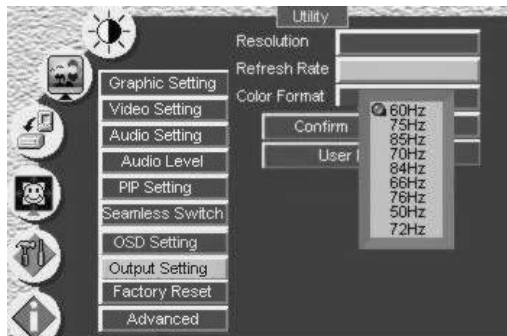 Utility
Resolution
Refresh Rate
Color Format
Confirm
User
Graphic Setting
Video Setting
Audio Setting
Audio Level
PIP Setting
Seamless Switch
OSD Setting
Output Setting
Factory Reset
Advanced
60Hz
75Hz
85Hz
70Hz
84Hz
66Hz
76Hz
50Hz
72Hz